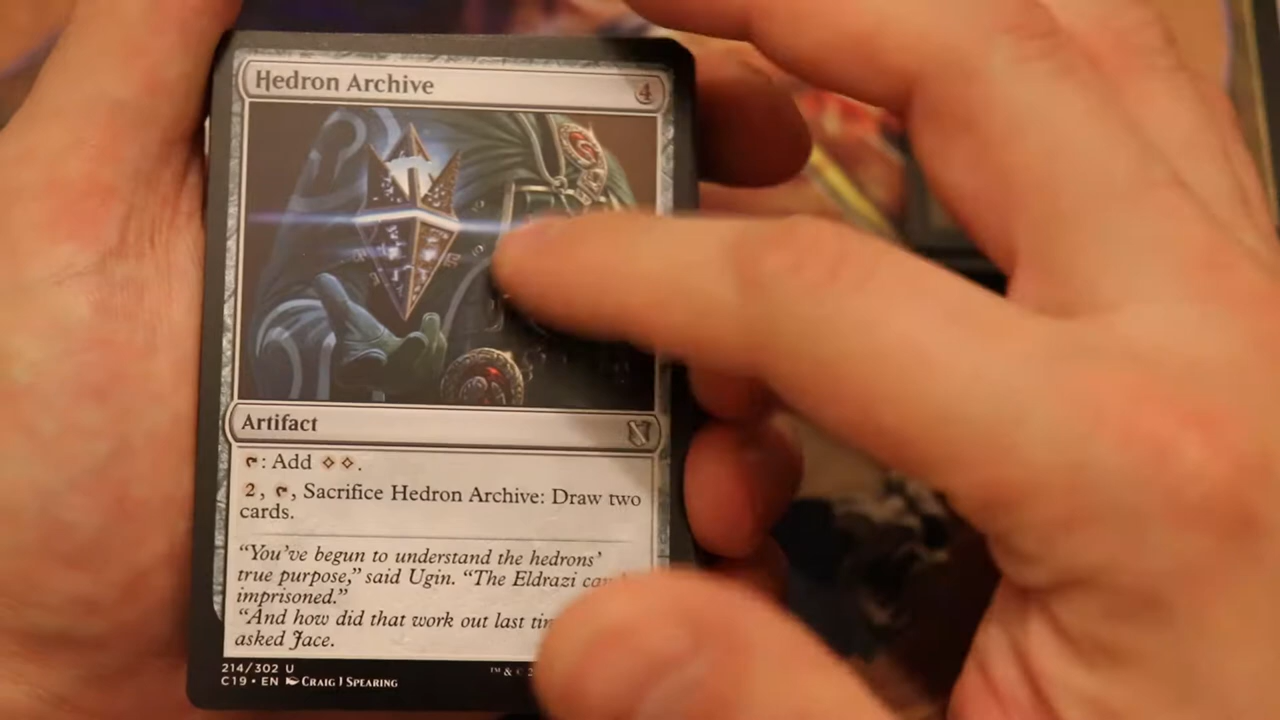 Hedron Archive 4
Artifact
: Add .
2, , Sacrifice Hedron Archive: Draw two
cards.
“You’ve begun to understand the hedrons’
true purpose,” said Ugin. “The Eldrazi can
imprisoned.”
“And how did that work out last
asked Jace.
214/302 U
C19 • EN Craig J Spearing
™ & ©